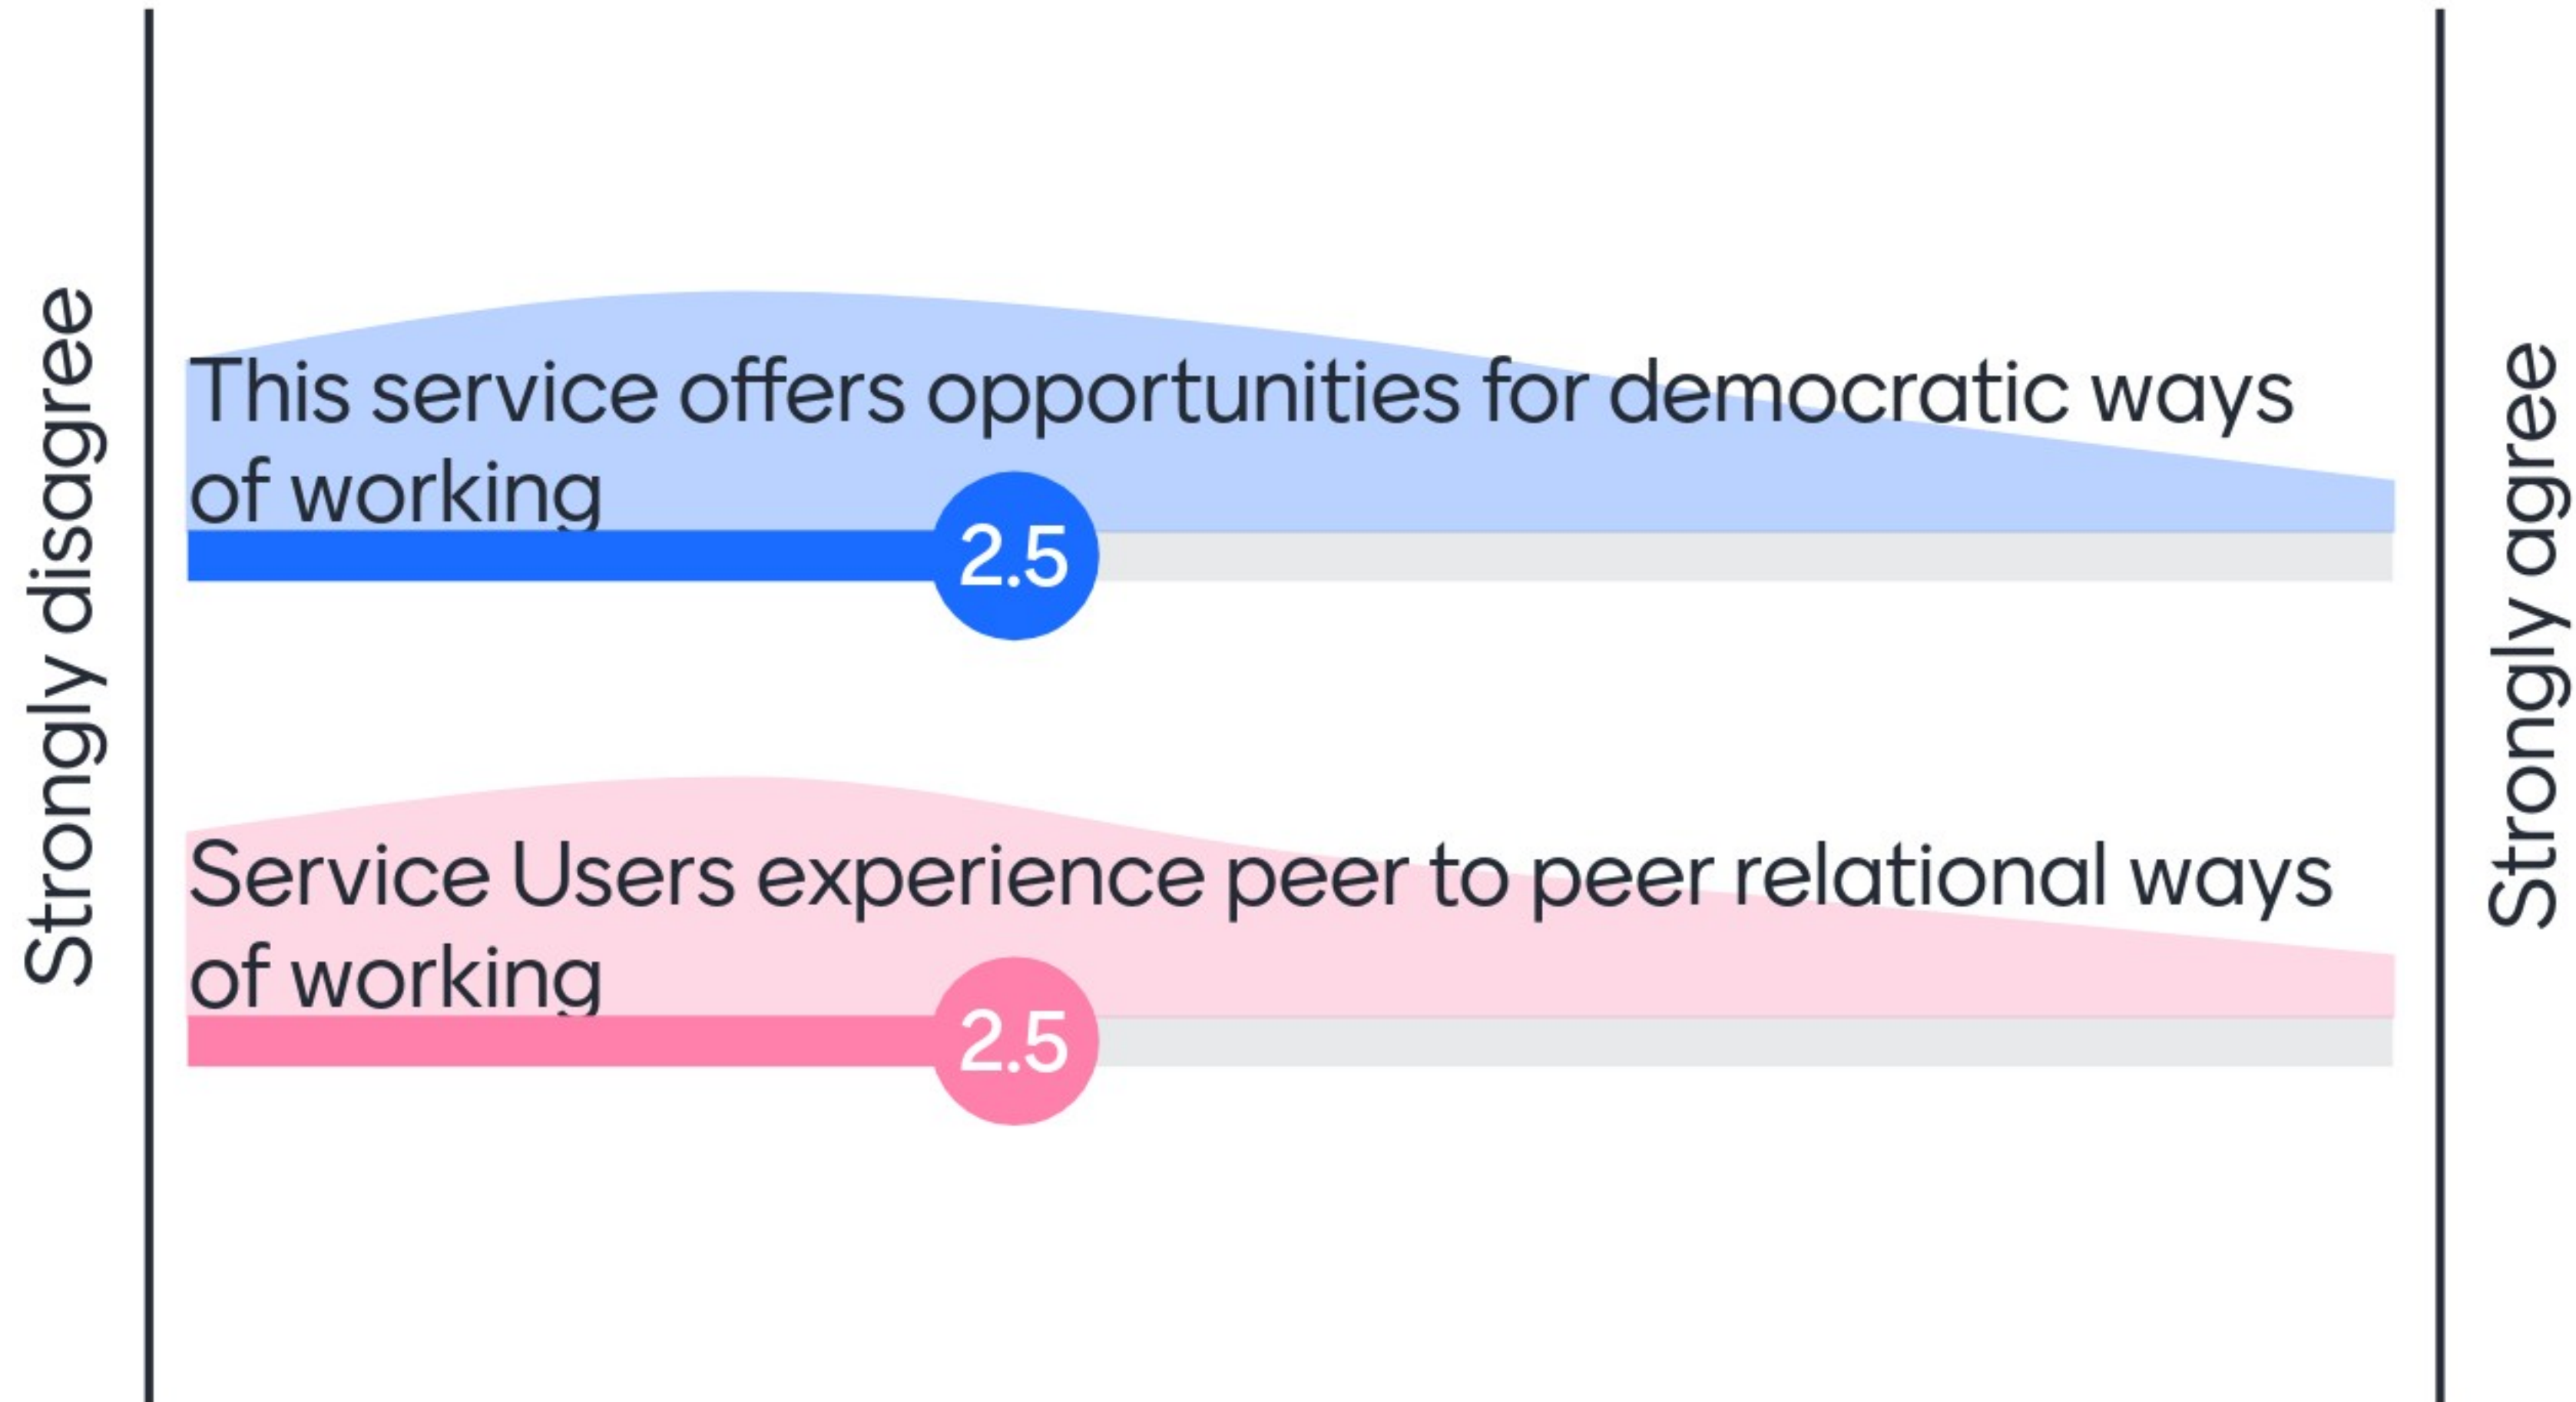 Strongly disagree
This service offers opportunities for democratic ways
of working
2.5
Service Users experience peer to peer relational ways
of working
2.5
Strongly agree